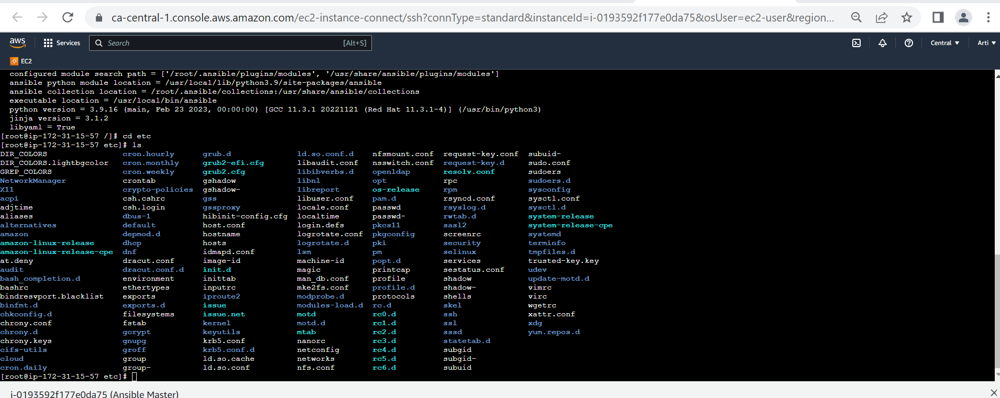 ca-central-1.console.aws.amazon.com/ec2-instance-connect/ssh?connType=standard&instanceId=i-0193592f177e0da75&osUser=ec2-user&region...
aws Services Search [Alt+S] Central Arti
EC2
configured module search path = ['/root/.ansible/plugins/modules', '/usr/share/ansible/plugins/modules']
ansible python module location = /usr/local/lib/python3.9/site-packages/ansible
ansible collection location = /root/.ansible/collections:/usr/share/ansible/collections
executable location = /usr/local/bin/ansible
python version = 3.9.16 (main, Feb 23 2023, 00:00:00) [GCC 11.3.1 20221121 (Red Hat 11.3.1-4)] (/usr/bin/python3)
jinja version = 3.1.2
libyaml = True
[root@ip-172-31-15-57 /]# cd etc
[root@ip-172-31-15-57 etc]# ls
DIR_COLORS cron.hourly grub.d ld.so.conf.d nfsmount.conf request-key.conf subuid-
DIR_COLORS.lightbgcolor cron.monthly grub2-efi.cfg libaudit.conf nsswitch.conf request-key.d sudo.conf
GREP_COLORS cron.weekly grub2.cfg libibverbs.d openldap resolv.conf sudoers
NetworkManager crontab gshadow libnl opt rpc sudoers.d
X11 crypto-policies gshadow- libreport os-release rpm sysconfig
acpi csh.cshrc gss libuser.conf pam.d rsyncd.conf sysctl.conf
adjtime csh.login gssproxy locale.conf passwd rsyslog.d sysctl.d
aliases dbus-1 hibinit-config.cfg localtime passwd- rwtab.d system-release
alternatives default host.conf login.defs pkcs11 sasl2 system-release-cpe
amazon depmod.d hostname logrotate.conf pkgconfig screenrc systemd
amazon-linux-release dhcp hosts logrotate.d pki security terminfo
amazon-linux-release-cpe dnf idmapd.conf lsm pm selinux tmpfiles.d
at.deny dracut.conf image-id machine-id popt.d services trusted-key.key
audit dracut.conf.d init.d magic printcap sestatus.conf udev
bash_completion.d environment inittab man_db.conf profile shadow update-motd.d
bashrc ethertypes inputrc mke2fs.conf profile.d shadow- vimrc
bindresvport.blacklist exports iproute2 modprobe.d protocols shells virc
binfmt.d exports.d issue modules-load.d rc.d skel wgetrc
chkconfig.d filesystems issue.net motd rc0.d ssh xattr.conf
chrony.conf fstab kernel motd.d rc1.d ssl xdg
chrony.d gcrypt keyutils mtab rc2.d sssd yum.repos.d
chrony.keys gnupg krb5.conf nanorc rc3.d statetab.d
cifs-utils groff krb5.conf.d netconfig rc4.d subgid
cloud group ld.so.cache networks rc5.d subgid-
cron.daily group- ld.so.conf nfs.conf rc6.d subuid
[root@ip-172-31-15-57 etc]#
i-0193592f177e0da75 (Ansible Master)